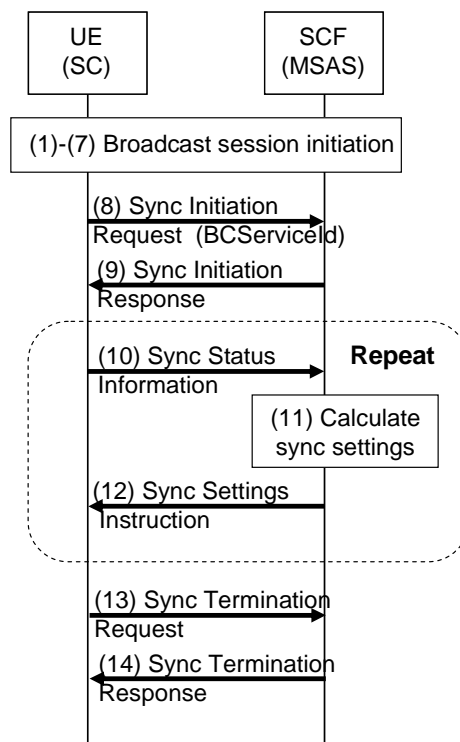 UE
(SC)
SCF
(MSAS)
(1)-(7) Broadcast session initiation
(8) Sync Initiation
Request (BCServiceId)
(9) Sync Initiation
Response
(10) Sync Status
Information
Repeat
(11) Calculate
sync settings
(12) Sync Settings
Instruction
(13) Sync Termination
Request
(14) Sync Termination
Response